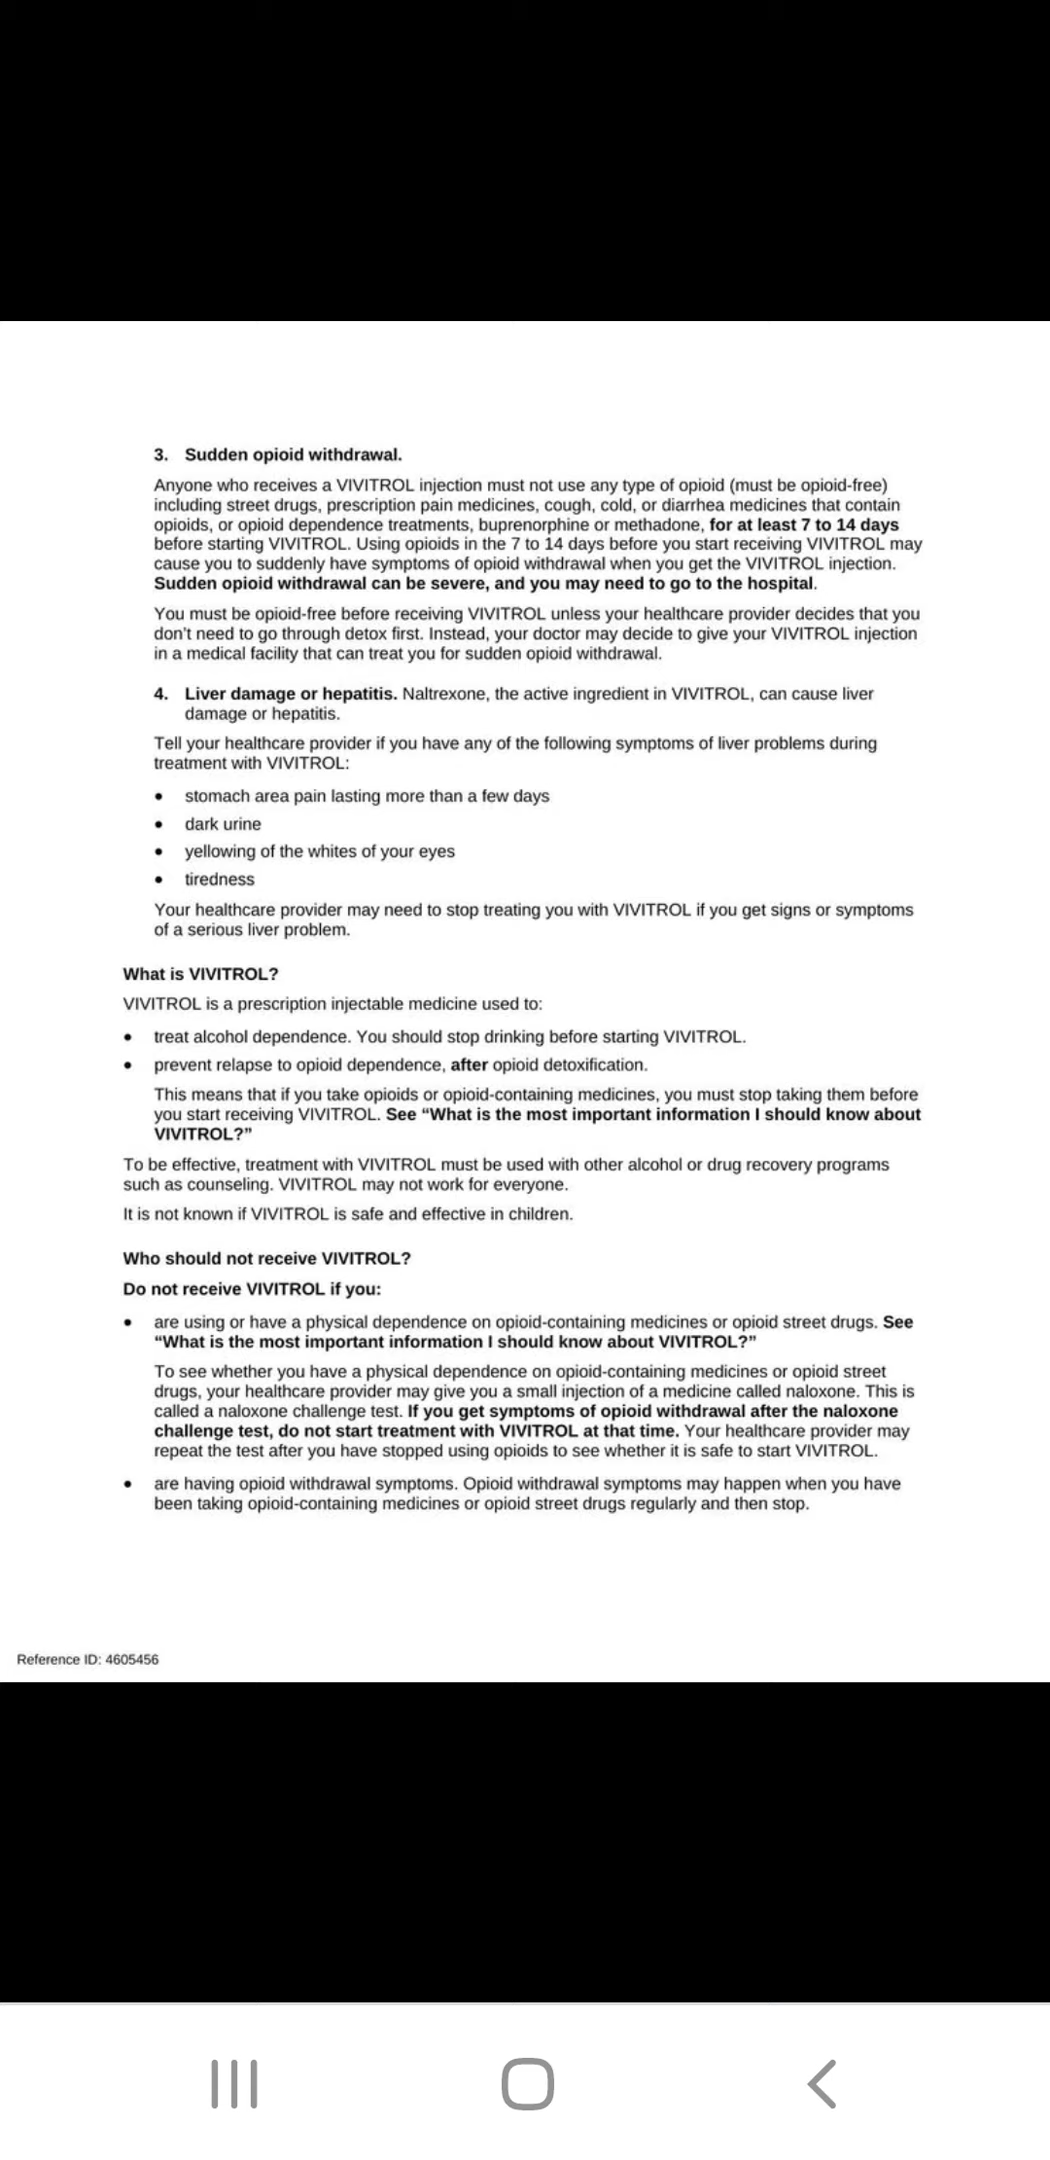 3. Sudden opioid withdrawal.
Anyone who receives a VIVITROL injection must not use any type of opioid (must be opioid-free)
including street drugs, prescription pain medicines, cough, cold, or diarrhea medicines that contain
opioids, or opioid dependence treatments, buprenorphine or methadone, for at least 7 to 14 days
before starting VIVITROL. Using opioids in the 7 to 14 days before you start receiving VIVITROL may
cause you to suddenly have symptoms of opioid withdrawal when you get the VIVITROL injection.
Sudden opioid withdrawal can be severe, and you may need to go to the hospital.
You must be opioid-free before receiving VIVITROL unless your healthcare provider decides that you
don't need to go through detox first. Instead, your doctor may decide to give your VIVITROL injection
in a medical facility that can treat you for sudden opioid withdrawal.
4. Liver damage or hepatitis. Naltrexone, the active ingredient in VIVITROL, can cause liver
damage or hepatitis.
Tell your healthcare provider if you have any of the following symptoms of liver problems during
treatment with VIVITROL:
• stomach area pain lasting more than a few days
• dark urine
• yellowing of the whites of your eyes
• tiredness
Your healthcare provider may need to stop treating you with VIVITROL if you get signs or symptoms
of a serious liver problem.
What is VIVITROL?
VIVITROL is a prescription injectable medicine used to:
• treat alcohol dependence. You should stop drinking before starting VIVITROL.
• prevent relapse to opioid dependence, after opioid detoxification.
This means that if you take opioids or opioid-containing medicines, you must stop taking them before
you start receiving VIVITROL. See “What is the most important information I should know about
VIVITROL?”
To be effective, treatment with VIVITROL must be used with other alcohol or drug recovery programs
such as counseling. VIVITROL may not work for everyone.
It is not known if VIVITROL is safe and effective in children.
Who should not receive VIVITROL?
Do not receive VIVITROL if you:
• are using or have a physical dependence on opioid-containing medicines or opioid street drugs. See
“What is the most important information I should know about VIVITROL?”
To see whether you have a physical dependence on opioid-containing medicines or opioid street
drugs, your healthcare provider may give you a small injection of a medicine called naloxone. This is
called a naloxone challenge test. If you get symptoms of opioid withdrawal after the naloxone
challenge test, do not start treatment with VIVITROL at that time. Your healthcare provider may
repeat the test after you have stopped using opioids to see whether it is safe to start VIVITROL.
• are having opioid withdrawal symptoms. Opioid withdrawal symptoms may happen when you have
been taking opioid-containing medicines or opioid street drugs regularly and then stop.
Reference ID: 4605456